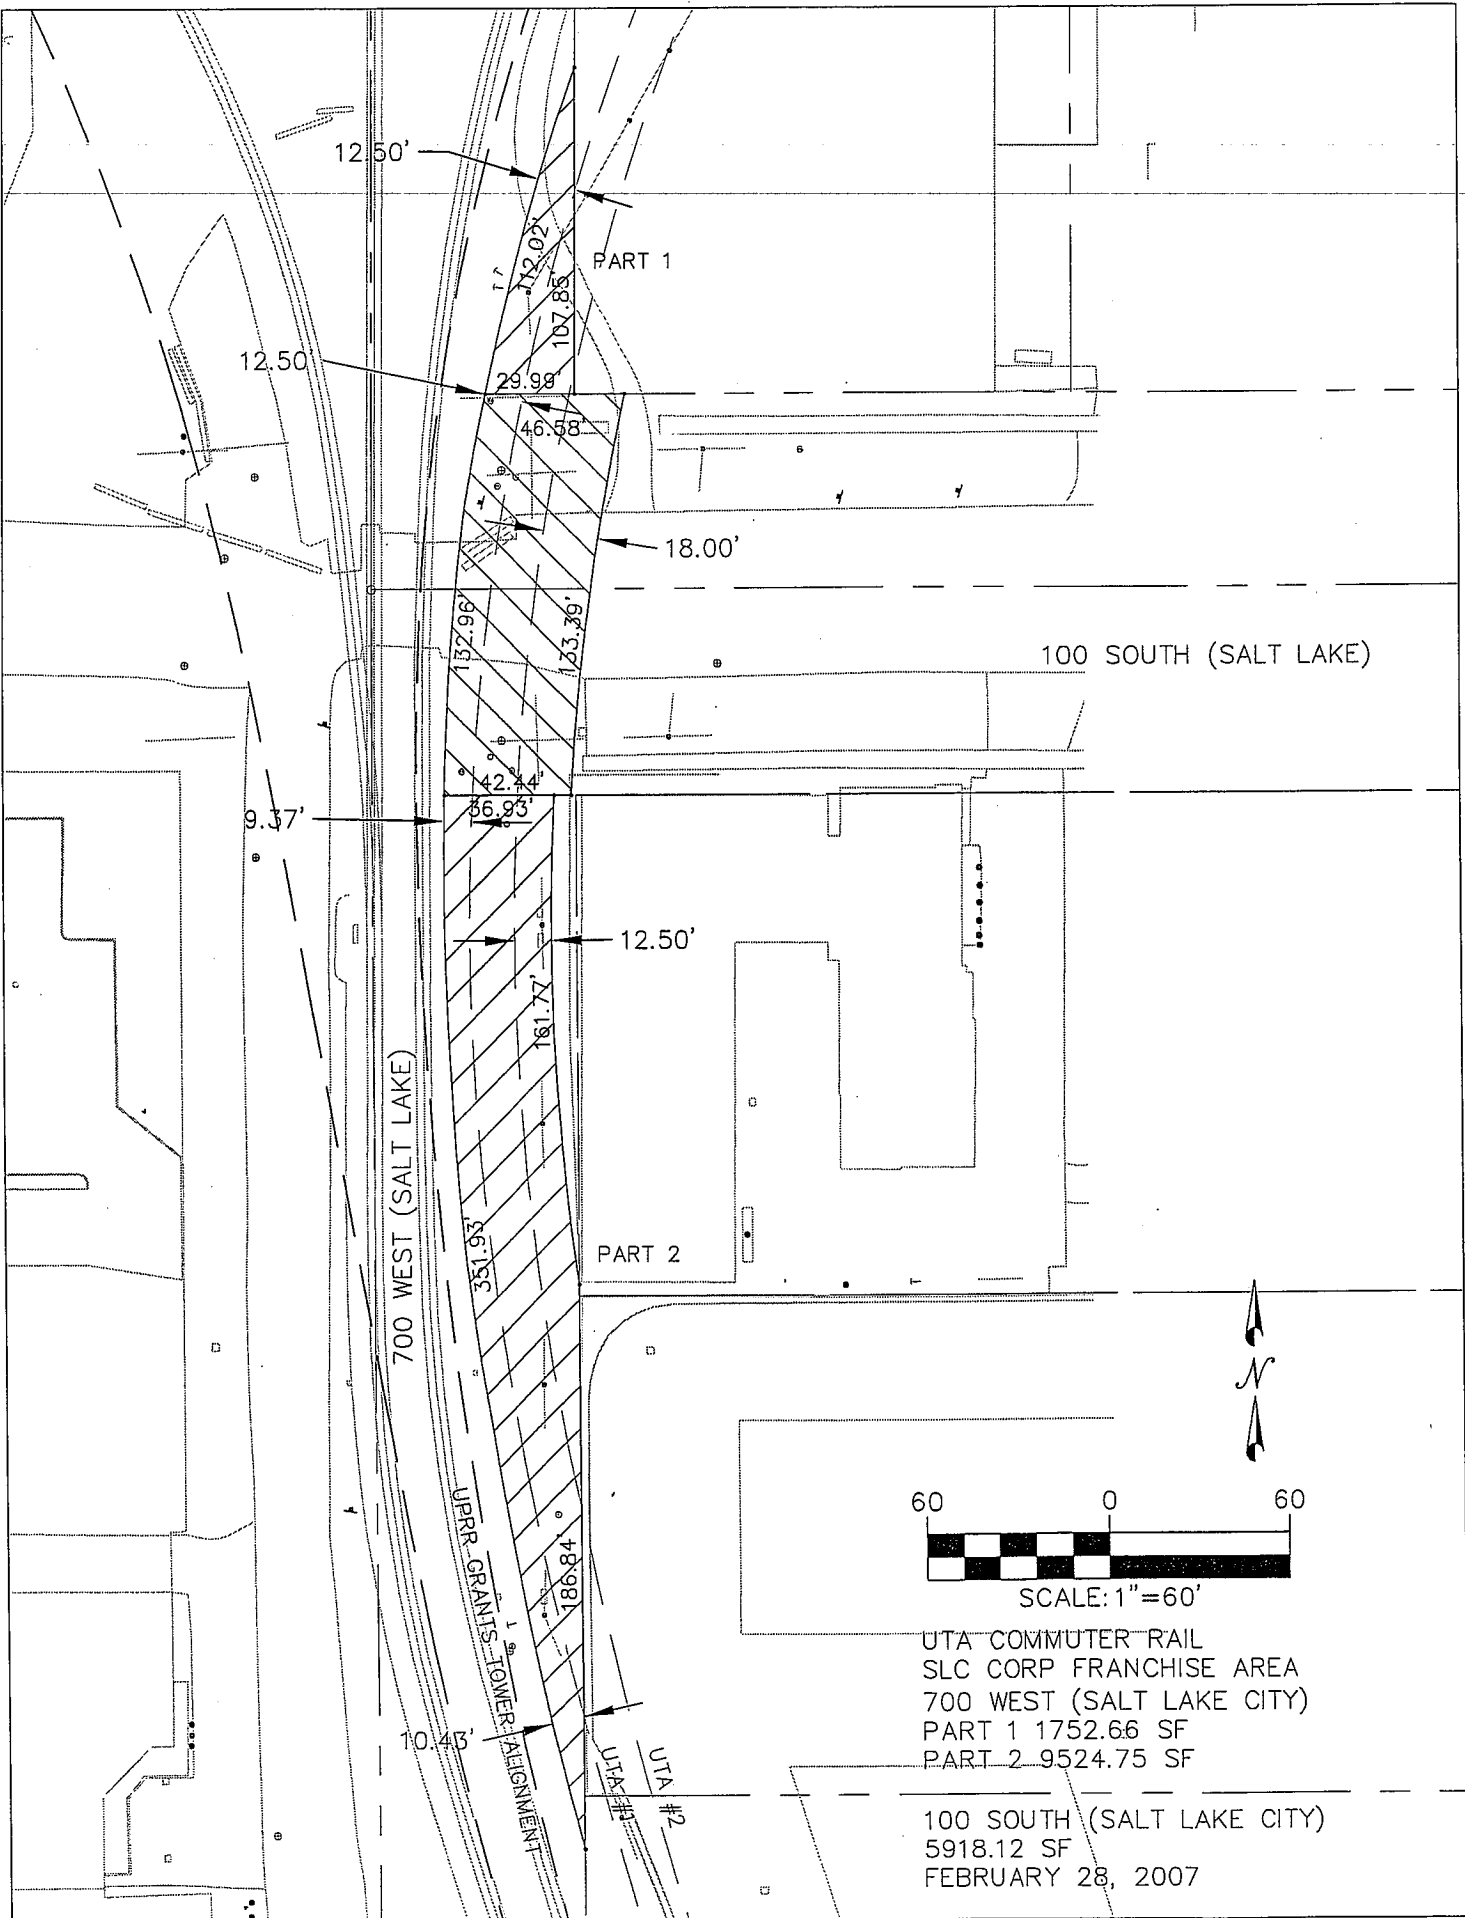 12.50'
112.02'
PART 1
107.85'
12.50'
29.99'
46.58'
18.00'
132.96'
133.39'
100 SOUTH (SALT LAKE)
42.44'
36.93'
9.37'
12.50'
161.77'
700 WEST (SALT LAKE)
351.93'
PART 2
N
60 0 60
SCALE: 1"=60'
UPRR GRANTS TOWER ALIGNMENT
186.84'
10.43'
UTA #1
UTA #2
UTA COMMUTER RAIL
SLC CORP FRANCHISE AREA
700 WEST (SALT LAKE CITY)
PART 1 1752.66 SF
PART 2 9524.75 SF
100 SOUTH (SALT LAKE CITY)
5918.12 SF
FEBRUARY 28, 2007